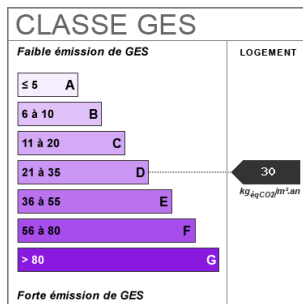 CLASSE GES
Faible émission de GES
LOGEMENT
≤ 5 A
6 à 10 B
11 à 20 C
21 à 35 D
30
kgéqCO2/m².an
36 à 55 E
56 à 80 F
> 80 G
Forte émission de GES